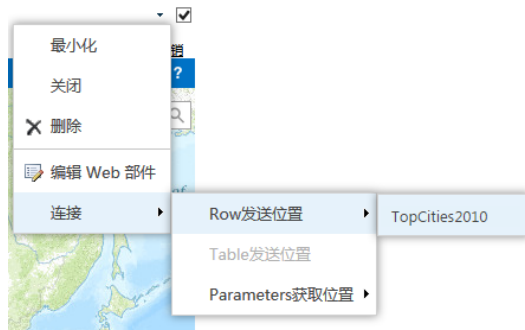 最小化
销
?
关闭
删除
编辑 Web 部件
连接
Row发送位置
TopCities2010
Table发送位置
Parameters获取位置